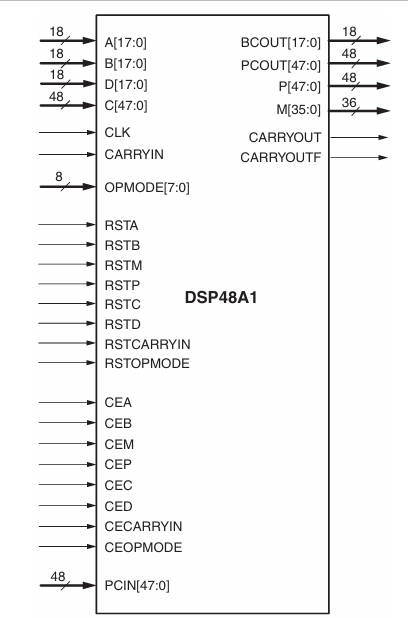 18 A[17:0]
18 B[17:0]
18 D[17:0]
48 C[47:0]
CLK
CARRYIN
8 OPMODE[7:0]
RSTA
RSTB
RSTM
RSTP
RSTC
RSTD
RSTCARRYIN
RSTOPMODE
CEA
CEB
CEM
CEP
CEC
CED
CECARRYIN
CEOPMODE
48 PCIN[47:0]
DSP48A1
BCOUT[17:0] 18
PCOUT[47:0] 48
P[47:0] 48
M[35:0] 36
CARRYOUT
CARRYOUTF